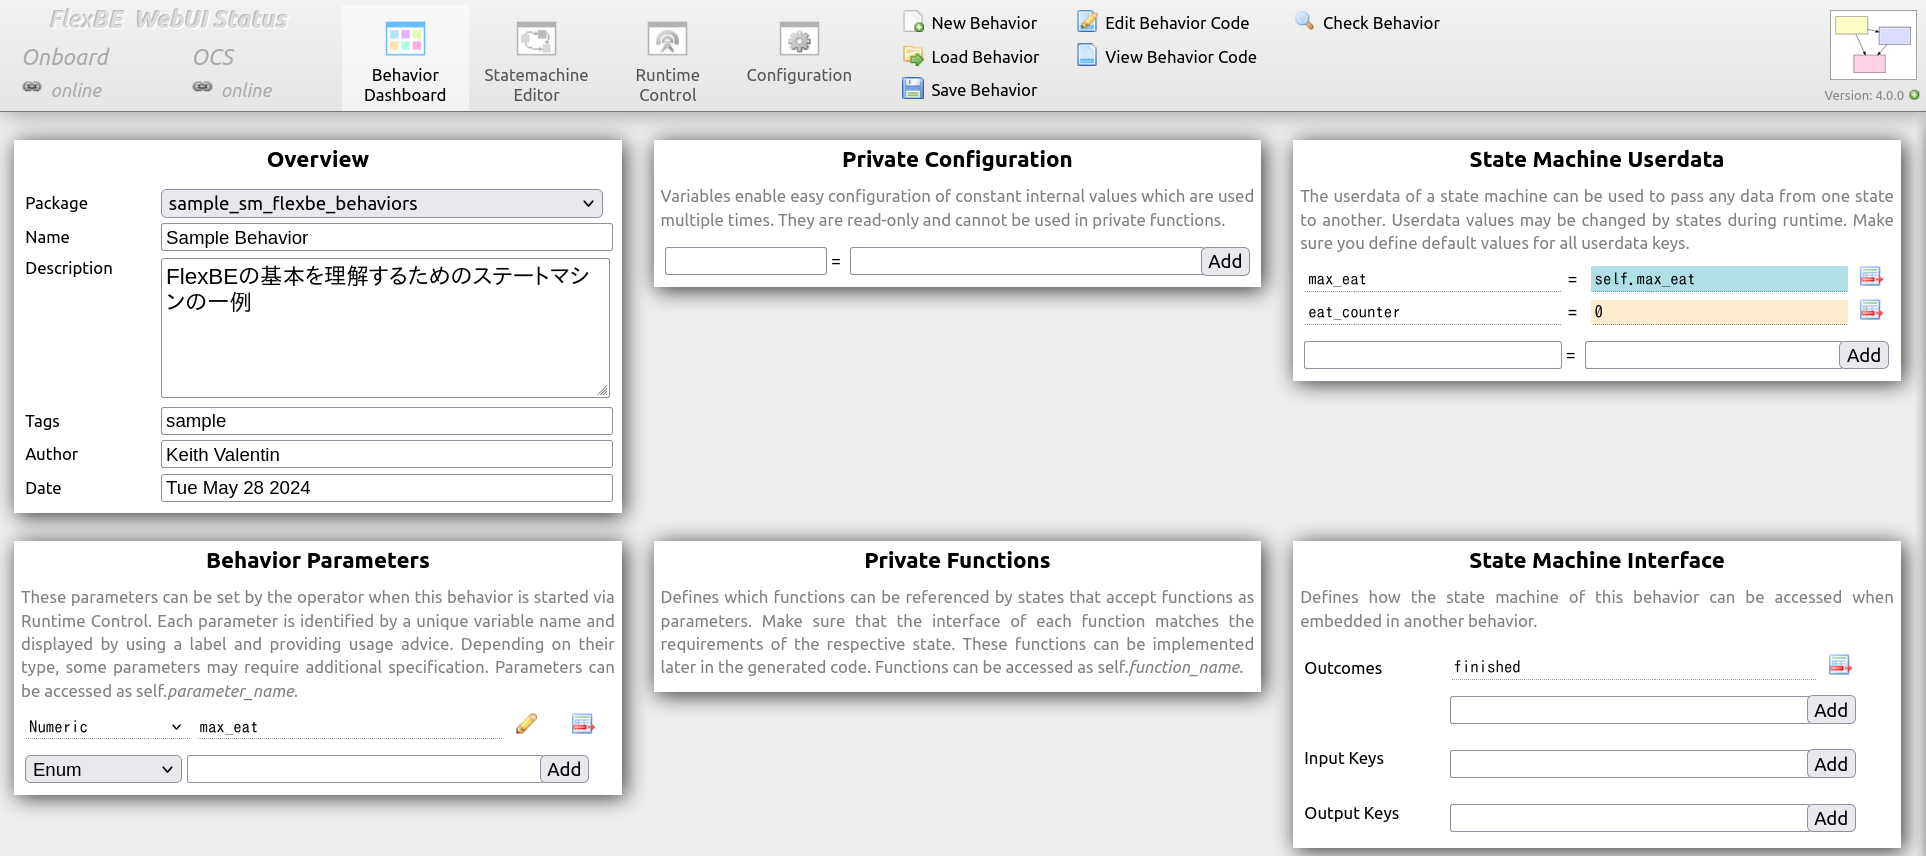 FlexBE WebUI Status
Onboard
OCS
online
online
Behavior
Dashboard
Statemachine
Editor
Runtime
Control
Configuration
New Behavior
Load Behavior
Save Behavior
Edit Behavior Code
View Behavior Code
Check Behavior
Version: 4.0.0
Overview
Package
sample_sm_flexbe_behaviors
Name
Sample Behavior
Description
FlexBEの基本を理解するためのステートマシ
ンの一例
Tags
sample
Author
Keith Valentin
Date
Tue May 28 2024
Private Configuration
Variables enable easy configuration of constant internal values which are used
multiple times. They are read-only and cannot be used in private functions.
= Add
State Machine Userdata
The userdata of a state machine can be used to pass any data from one state
to another. Userdata values may be changed by states during runtime. Make
sure you define default values for all userdata keys.
max_eat = self.max_eat
eat_counter = 0
= Add
Behavior Parameters
These parameters can be set by the operator when this behavior is started via
Runtime Control. Each parameter is identified by a unique variable name and
displayed by using a label and providing usage advice. Depending on their
type, some parameters may require additional specification. Parameters can
be accessed as self.parameter_name.
Numeric max_eat
Enum Add
Private Functions
Defines which functions can be referenced by states that accept functions as
parameters. Make sure that the interface of each function matches the
requirements of the respective state. These functions can be implemented
later in the generated code. Functions can be accessed as self.function_name.
State Machine Interface
Defines how the state machine of this behavior can be accessed when
embedded in another behavior.
Outcomes finished
Add
Input Keys Add
Output Keys Add